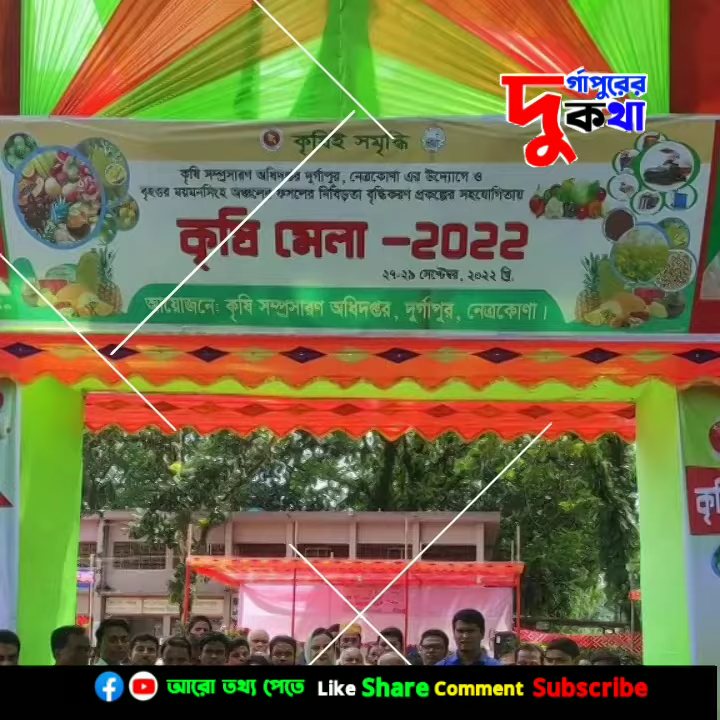 দুর্গাপুরের
কথা
কৃষিই সমৃদ্ধি
কৃষি সম্প্রসারণ অধিদপ্তর দুর্গাপুর, নেত্রকোণা এর উদ্যোগে ও
বৃহত্তর ময়মনসিংহ অঞ্চলের ফসলের নিবিড়তা বৃদ্ধিকরণ প্রকল্পের সহযোগিতায়
কৃষি মেলা -২০২২
২৭-২৯ সেপ্টেম্বর, ২০২২ খ্রি.
আয়োজনে: কৃষি সম্প্রসারণ অধিদপ্তর, দুর্গাপুর, নেত্রকোণা।
আরো তথ্য পেতে Like Share Comment Subscribe